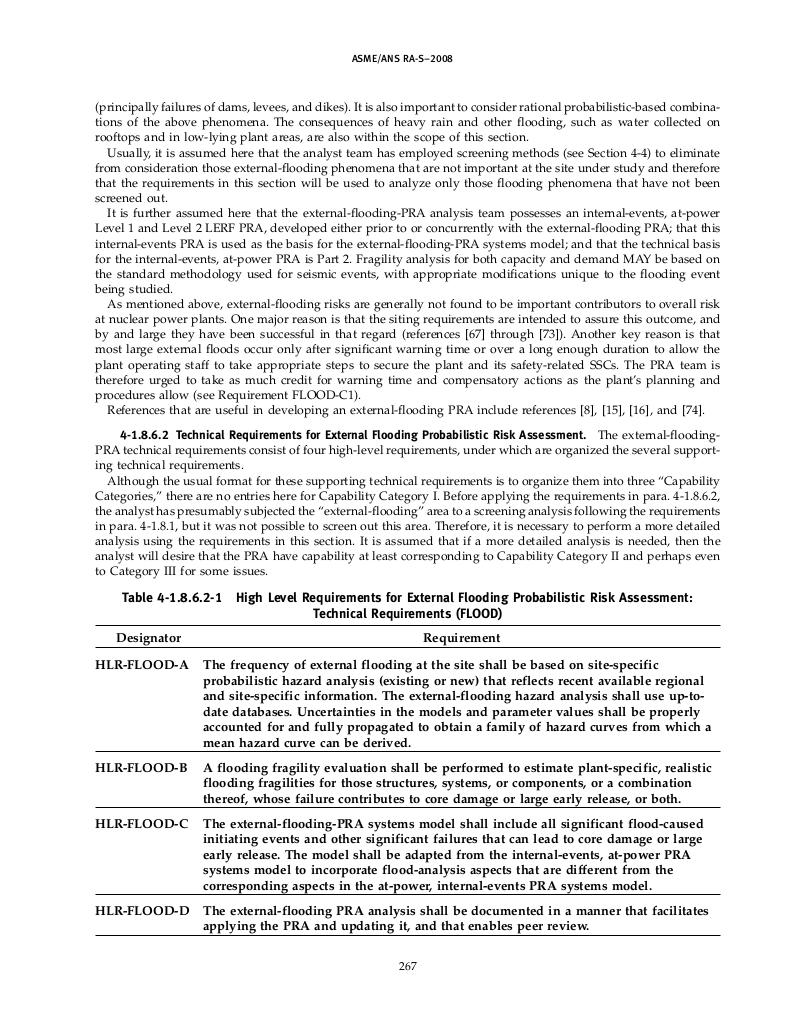 ASME/ANS RA-S–2008
(principally failures of dams, levees, and dikes). It is also important to consider rational probabilistic-based combina-
tions of the above phenomena. The consequences of heavy rain and other flooding, such as water collected on
rooftops and in low-lying plant areas, are also within the scope of this section.
Usually, it is assumed here that the analyst team has employed screening methods (see Section 4-4) to eliminate
from consideration those external-flooding phenomena that are not important at the site under study and therefore
that the requirements in this section will be used to analyze only those flooding phenomena that have not been
screened out.
It is further assumed here that the external-flooding-PRA analysis team possesses an internal-events, at-power
Level 1 and Level 2 LERF PRA, developed either prior to or concurrently with the external-flooding PRA; that this
internal-events PRA is used as the basis for the external-flooding-PRA systems model; and that the technical basis
for the internal-events, at-power PRA is Part 2. Fragility analysis for both capacity and demand MAY be based on
the standard methodology used for seismic events, with appropriate modifications unique to the flooding event
being studied.
As mentioned above, external-flooding risks are generally not found to be important contributors to overall risk
at nuclear power plants. One major reason is that the siting requirements are intended to assure this outcome, and
by and large they have been successful in that regard (references [67] through [73]). Another key reason is that
most large external floods occur only after significant warning time or over a long enough duration to allow the
plant operating staff to take appropriate steps to secure the plant and its safety-related SSCs. The PRA team is
therefore urged to take as much credit for warning time and compensatory actions as the plant's planning and
procedures allow (see Requirement FLOOD-C1).
References that are useful in developing an external-flooding PRA include references [8], [15], [16], and [74].
4-1.8.6.2 Technical Requirements for External Flooding Probabilistic Risk Assessment. The external-flooding-
PRA technical requirements consist of four high-level requirements, under which are organized the several support-
ing technical requirements.
Although the usual format for these supporting technical requirements is to organize them into three “Capability
Categories,” there are no entries here for Capability Category I. Before applying the requirements in para. 4-1.8.6.2,
the analyst has presumably subjected the “external-flooding” area to a screening analysis following the requirements
in para. 4-1.8.1, but it was not possible to screen out this area. Therefore, it is necessary to perform a more detailed
analysis using the requirements in this section. It is assumed that if a more detailed analysis is needed, then the
analyst will desire that the PRA have capability at least corresponding to Capability Category II and perhaps even
to Category III for some issues.
Table 4-1.8.6.2-1 High Level Requirements for External Flooding Probabilistic Risk Assessment:
Technical Requirements (FLOOD)
Designator Requirement
HLR-FLOOD-A The frequency of external flooding at the site shall be based on site-specific
probabilistic hazard analysis (existing or new) that reflects recent available regional
and site-specific information. The external-flooding hazard analysis shall use up-to-
date databases. Uncertainties in the models and parameter values shall be properly
accounted for and fully propagated to obtain a family of hazard curves from which a
mean hazard curve can be derived.
HLR-FLOOD-B A flooding fragility evaluation shall be performed to estimate plant-specific, realistic
flooding fragilities for those structures, systems, or components, or a combination
thereof, whose failure contributes to core damage or large early release, or both.
HLR-FLOOD-C The external-flooding-PRA systems model shall include all significant flood-caused
initiating events and other significant failures that can lead to core damage or large
early release. The model shall be adapted from the internal-events, at-power PRA
systems model to incorporate flood-analysis aspects that are different from the
corresponding aspects in the at-power, internal-events PRA systems model.
HLR-FLOOD-D The external-flooding PRA analysis shall be documented in a manner that facilitates
applying the PRA and updating it, and that enables peer review.
267